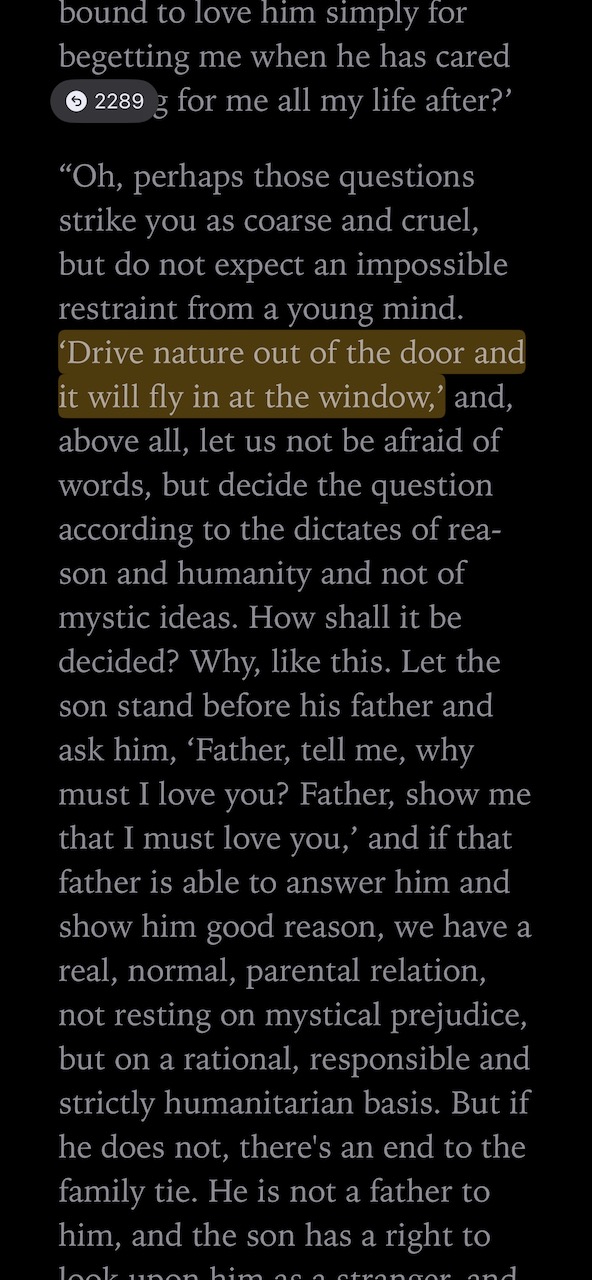 bound to love him simply for
begetting me when he has cared
2289
g for me all my life after?’
“Oh, perhaps those questions
strike you as coarse and cruel,
but do not expect an impossible
restraint from a young mind.
‘Drive nature out of the door and
it will fly in at the window,’ and,
above all, let us not be afraid of
words, but decide the question
according to the dictates of rea-
son and humanity and not of
mystic ideas. How shall it be
decided? Why, like this. Let the
son stand before his father and
ask him, ‘Father, tell me, why
must I love you? Father, show me
that I must love you,’ and if that
father is able to answer him and
show him good reason, we have a
real, normal, parental relation,
not resting on mystical prejudice,
but on a rational, responsible and
strictly humanitarian basis. But if
he does not, there's an end to the
family tie. He is not a father to
him, and the son has a right to
look upon him as a stranger, and